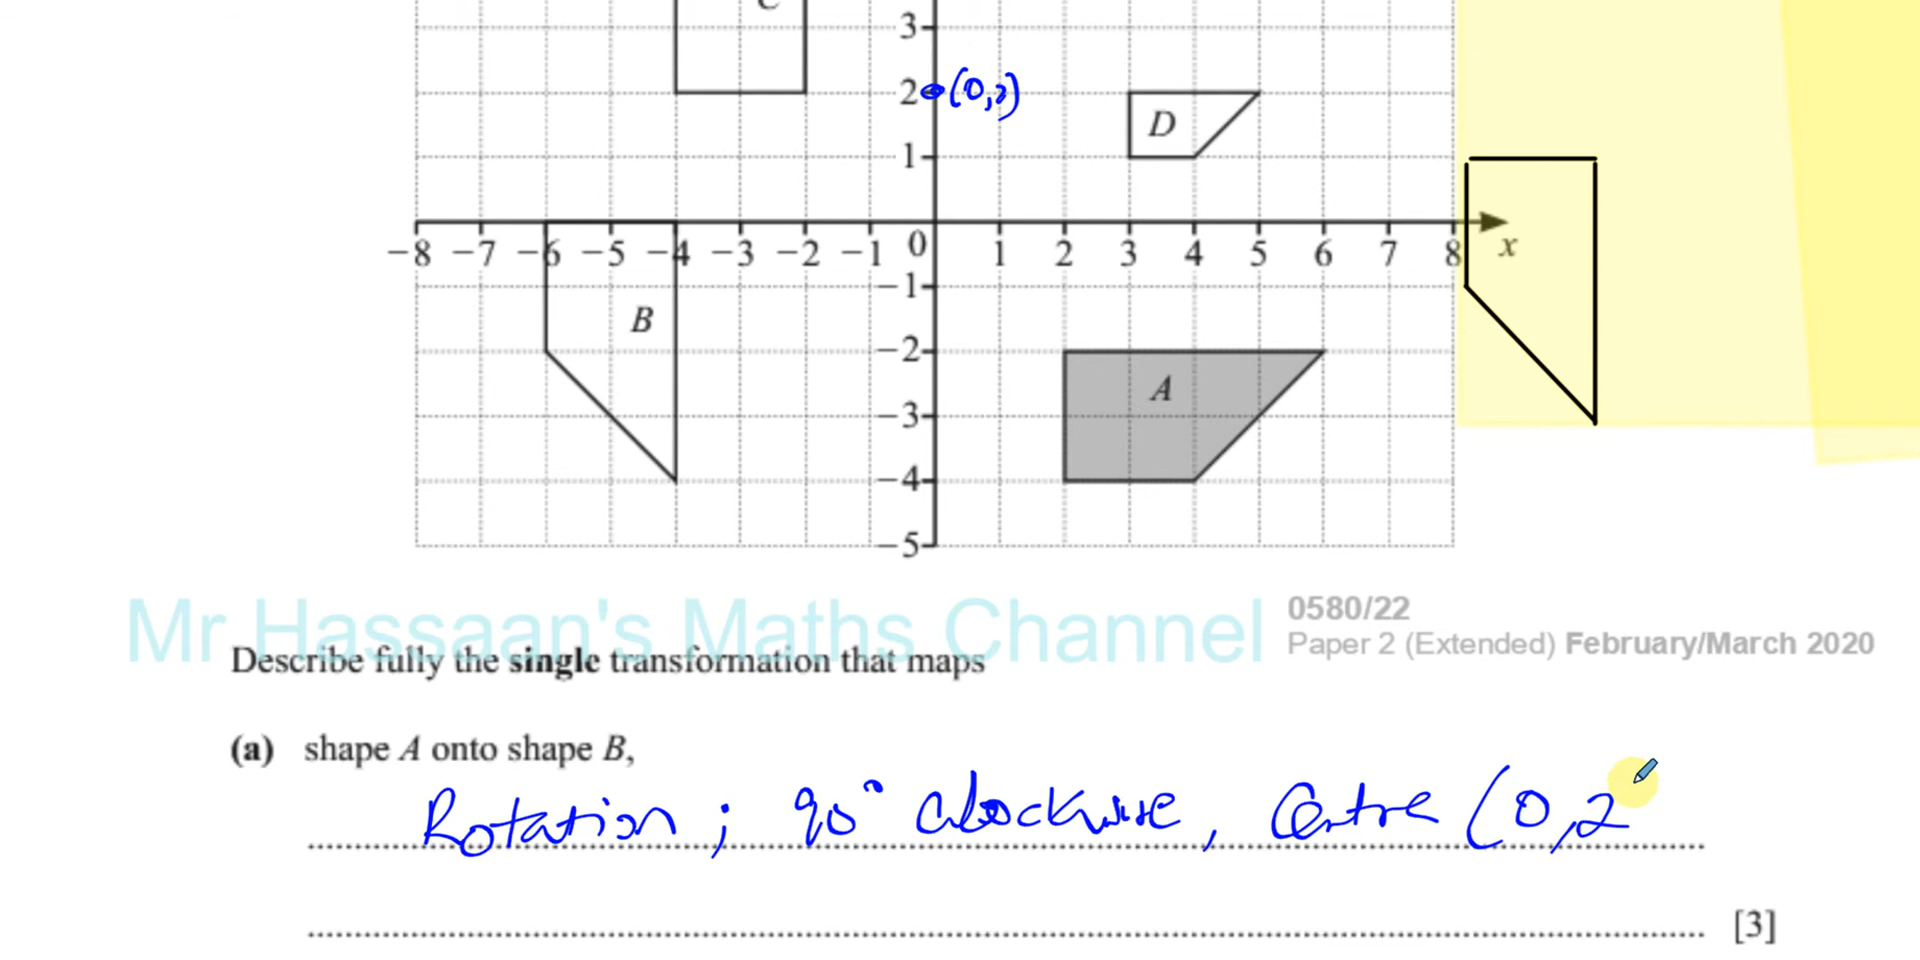 C
3
2 (0,2)
D
1
-8 -7 -6 -5 -4 -3 -2 -1 0 1 2 3 4 5 6 7 8 x
-1
B
-2
A
-3
-4
-5
Mr Hassaan's Maths Channel
0580/22
Paper 2 (Extended) February/March 2020
Describe fully the single transformation that maps
(a) shape A onto shape B,
Rotation ; 90° clockwise, Centre (0,2
[3]